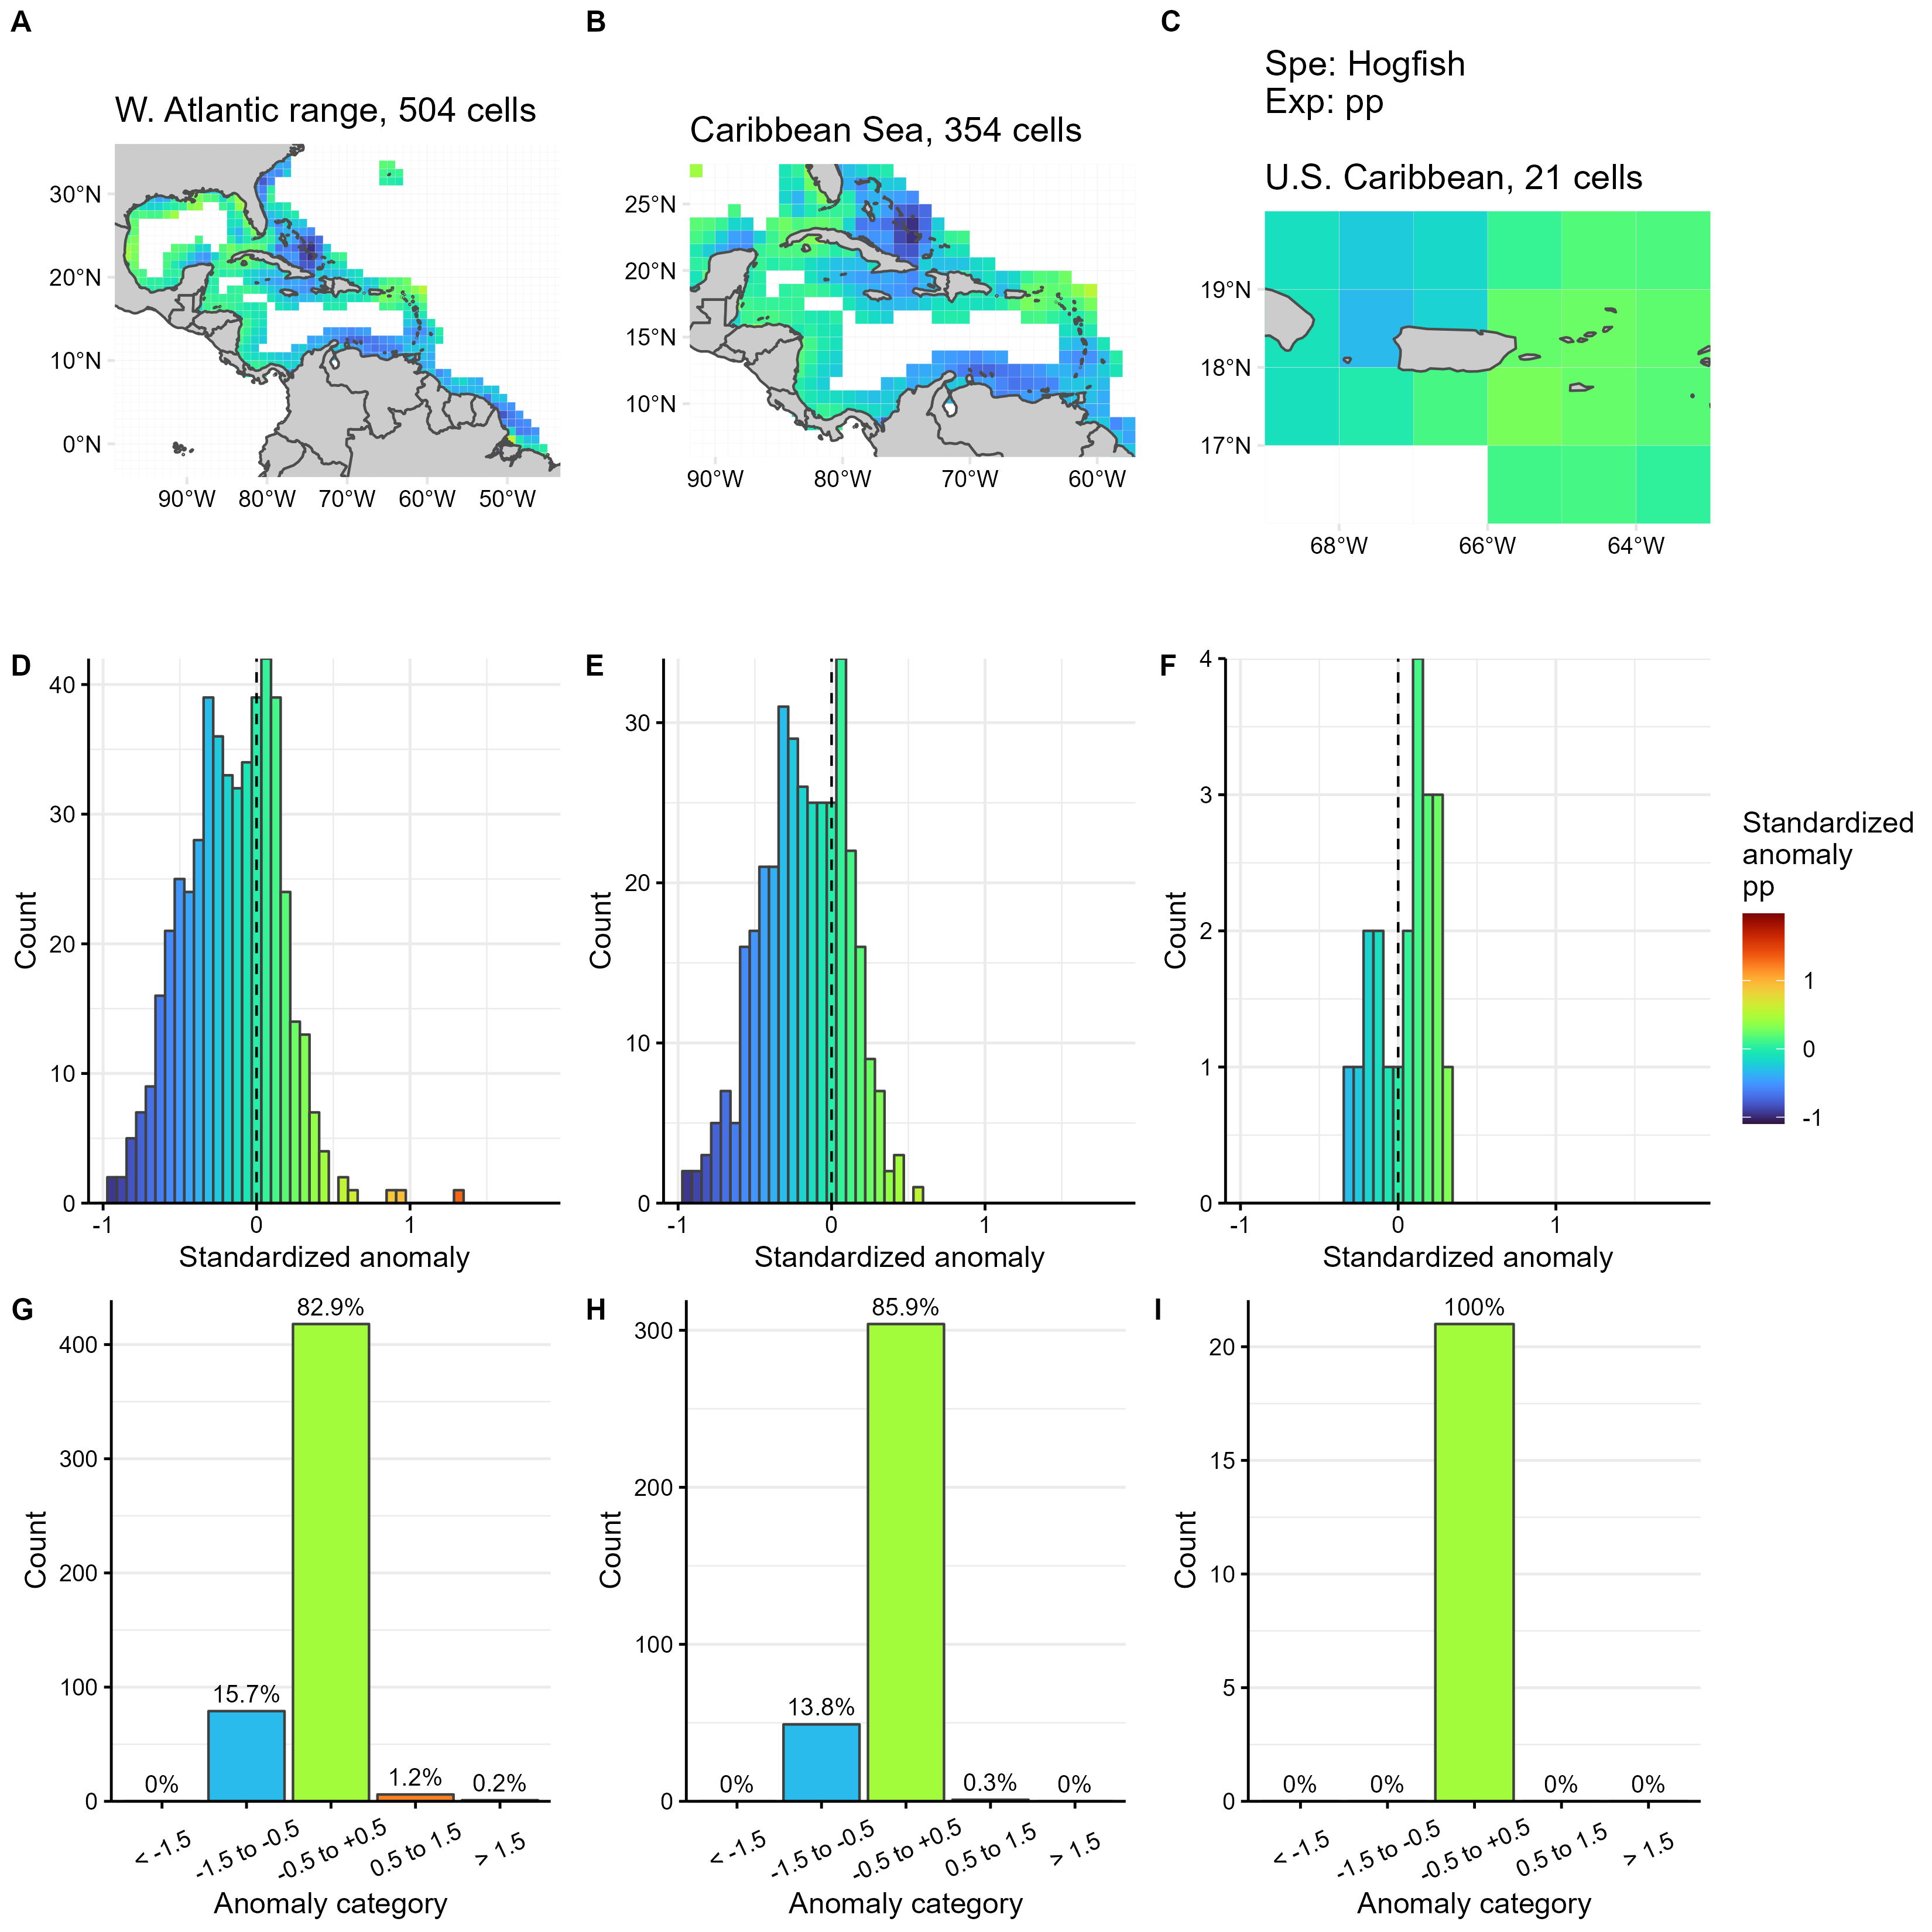 A
B
C
Spe: Hogfish
Exp: pp
W. Atlantic range, 504 cells
Caribbean Sea, 354 cells
U.S. Caribbean, 21 cells
30°N
20°N
10°N
0°N
90°W 80°W 70°W 60°W 50°W
25°N
20°N
15°N
10°N
90°W 80°W 70°W 60°W
19°N
18°N
17°N
68°W 66°W 64°W
D
40
30
20
10
0
Count
-1 0 1
Standardized anomaly
E
30
20
10
0
Count
-1 0 1
Standardized anomaly
F
4
3
2
1
0
Count
-1 0 1
Standardized anomaly
Standardized
anomaly
pp
1
0
-1
G
400
300
200
100
0
Count
0% 15.7% 82.9% 1.2% 0.2%
< -1.5 -1.5 to -0.5 -0.5 to +0.5 0.5 to 1.5 > 1.5
Anomaly category
H
300
200
100
0
Count
0% 13.8% 85.9% 0.3% 0%
< -1.5 -1.5 to -0.5 -0.5 to +0.5 0.5 to 1.5 > 1.5
Anomaly category
I
20
15
10
5
0
Count
0% 0% 100% 0% 0%
< -1.5 -1.5 to -0.5 -0.5 to +0.5 0.5 to 1.5 > 1.5
Anomaly category